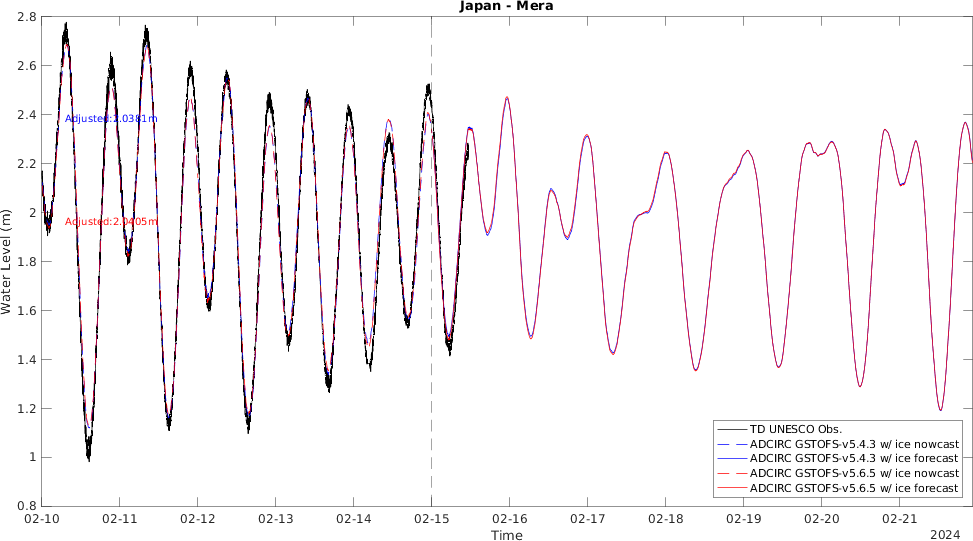 Japan - Mera
Water Level (m)
2.8
2.6
2.4
2.2
2
1.8
1.6
1.4
1.2
1
0.8
Adjusted:2.0381m
Adjusted:2.0405m
TD UNESCO Obs.
ADCIRC GSTOFS-v5.4.3 w/ ice nowcast
ADCIRC GSTOFS-v5.4.3 w/ ice forecast
ADCIRC GSTOFS-v5.6.5 w/ ice nowcast
ADCIRC GSTOFS-v5.6.5 w/ ice forecast
02-10 02-11 02-12 02-13 02-14 02-15 02-16 02-17 02-18 02-19 02-20 02-21
Time
2024